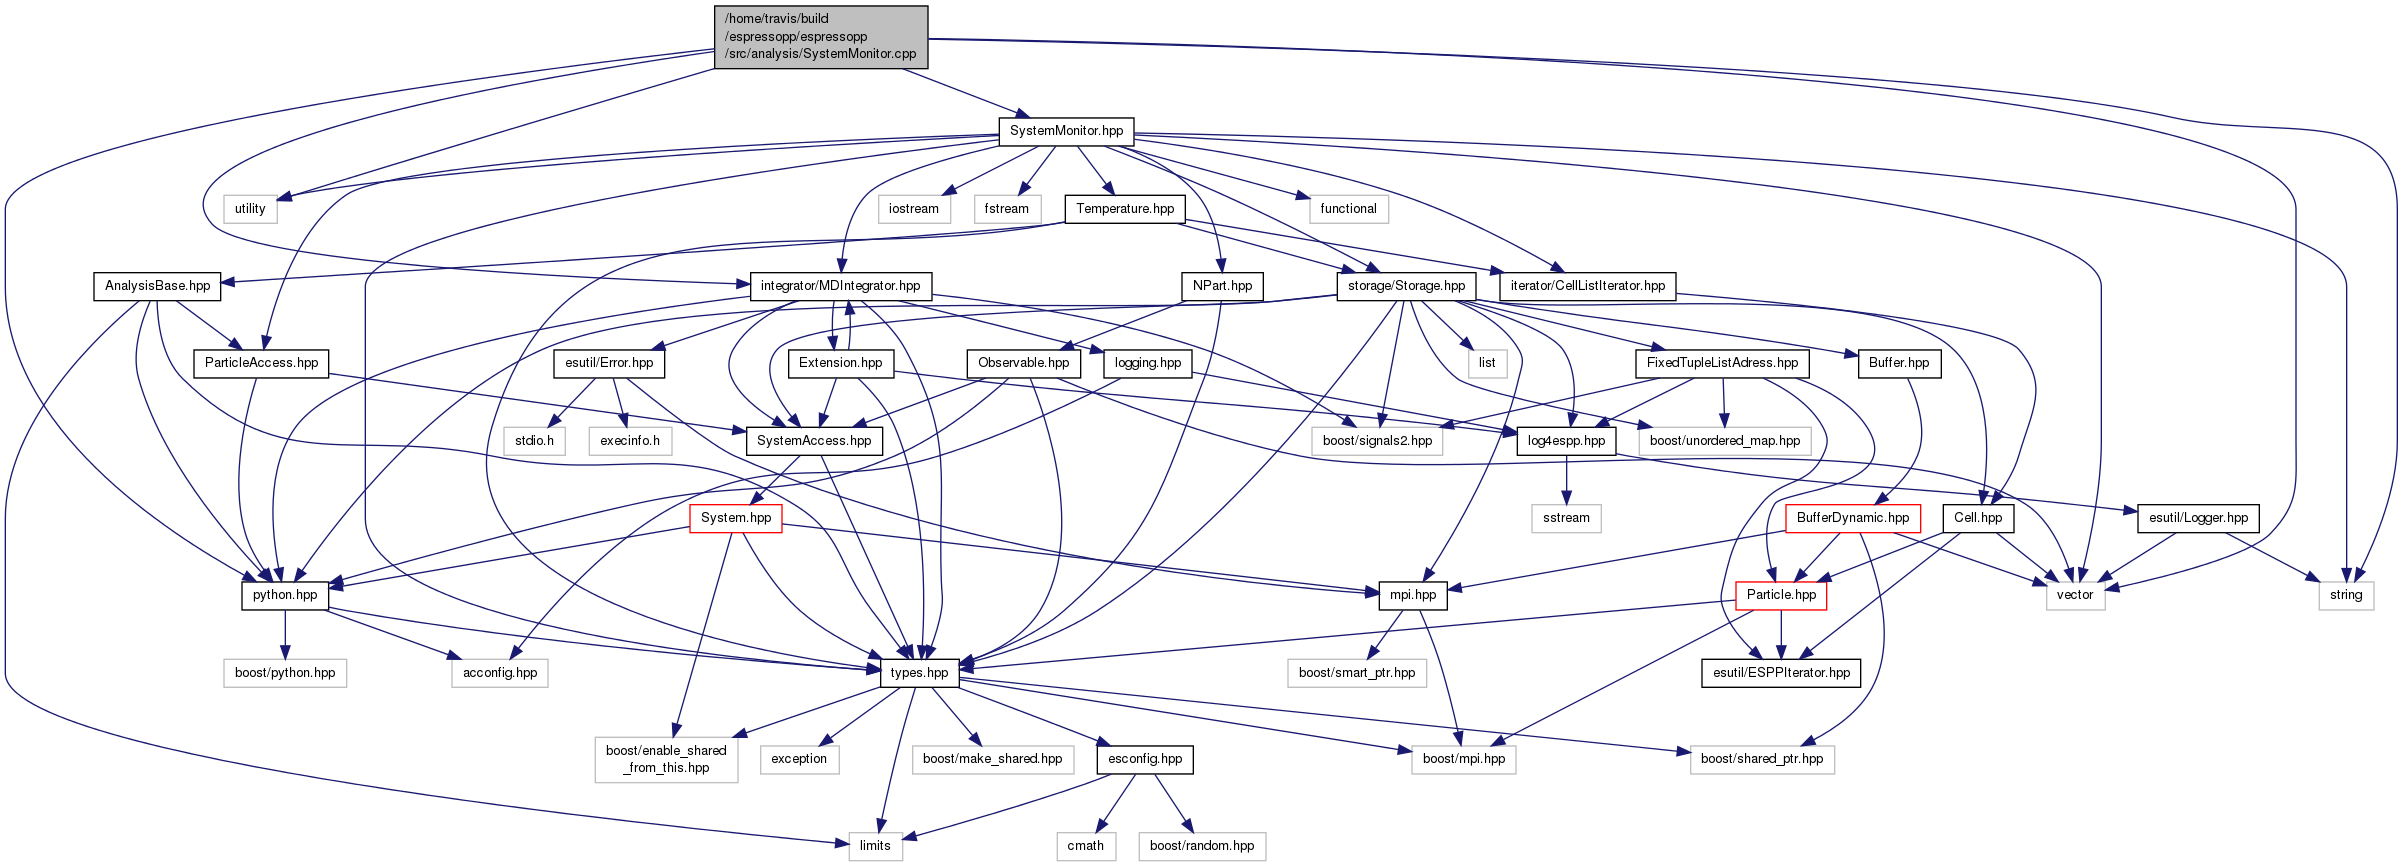 /home/travis/build
/espressopp/espressopp
/src/analysis/SystemMonitor.cpp
SystemMonitor.hpp
utility
iostream
fstream
Temperature.hpp
functional
AnalysisBase.hpp
integrator/MDIntegrator.hpp
NPart.hpp
storage/Storage.hpp
iterator/CellListIterator.hpp
ParticleAccess.hpp
esutil/Error.hpp
Extension.hpp
Observable.hpp
logging.hpp
list
FixedTupleListAdress.hpp
Buffer.hpp
stdio.h
execinfo.h
SystemAccess.hpp
boost/signals2.hpp
log4espp.hpp
boost/unordered_map.hpp
System.hpp
sstream
BufferDynamic.hpp
Cell.hpp
esutil/Logger.hpp
python.hpp
mpi.hpp
Particle.hpp
vector
string
boost/python.hpp
acconfig.hpp
types.hpp
boost/smart_ptr.hpp
esutil/ESPPIterator.hpp
boost/enable_shared
_from_this.hpp
exception
boost/make_shared.hpp
esconfig.hpp
boost/mpi.hpp
boost/shared_ptr.hpp
limits
cmath
boost/random.hpp